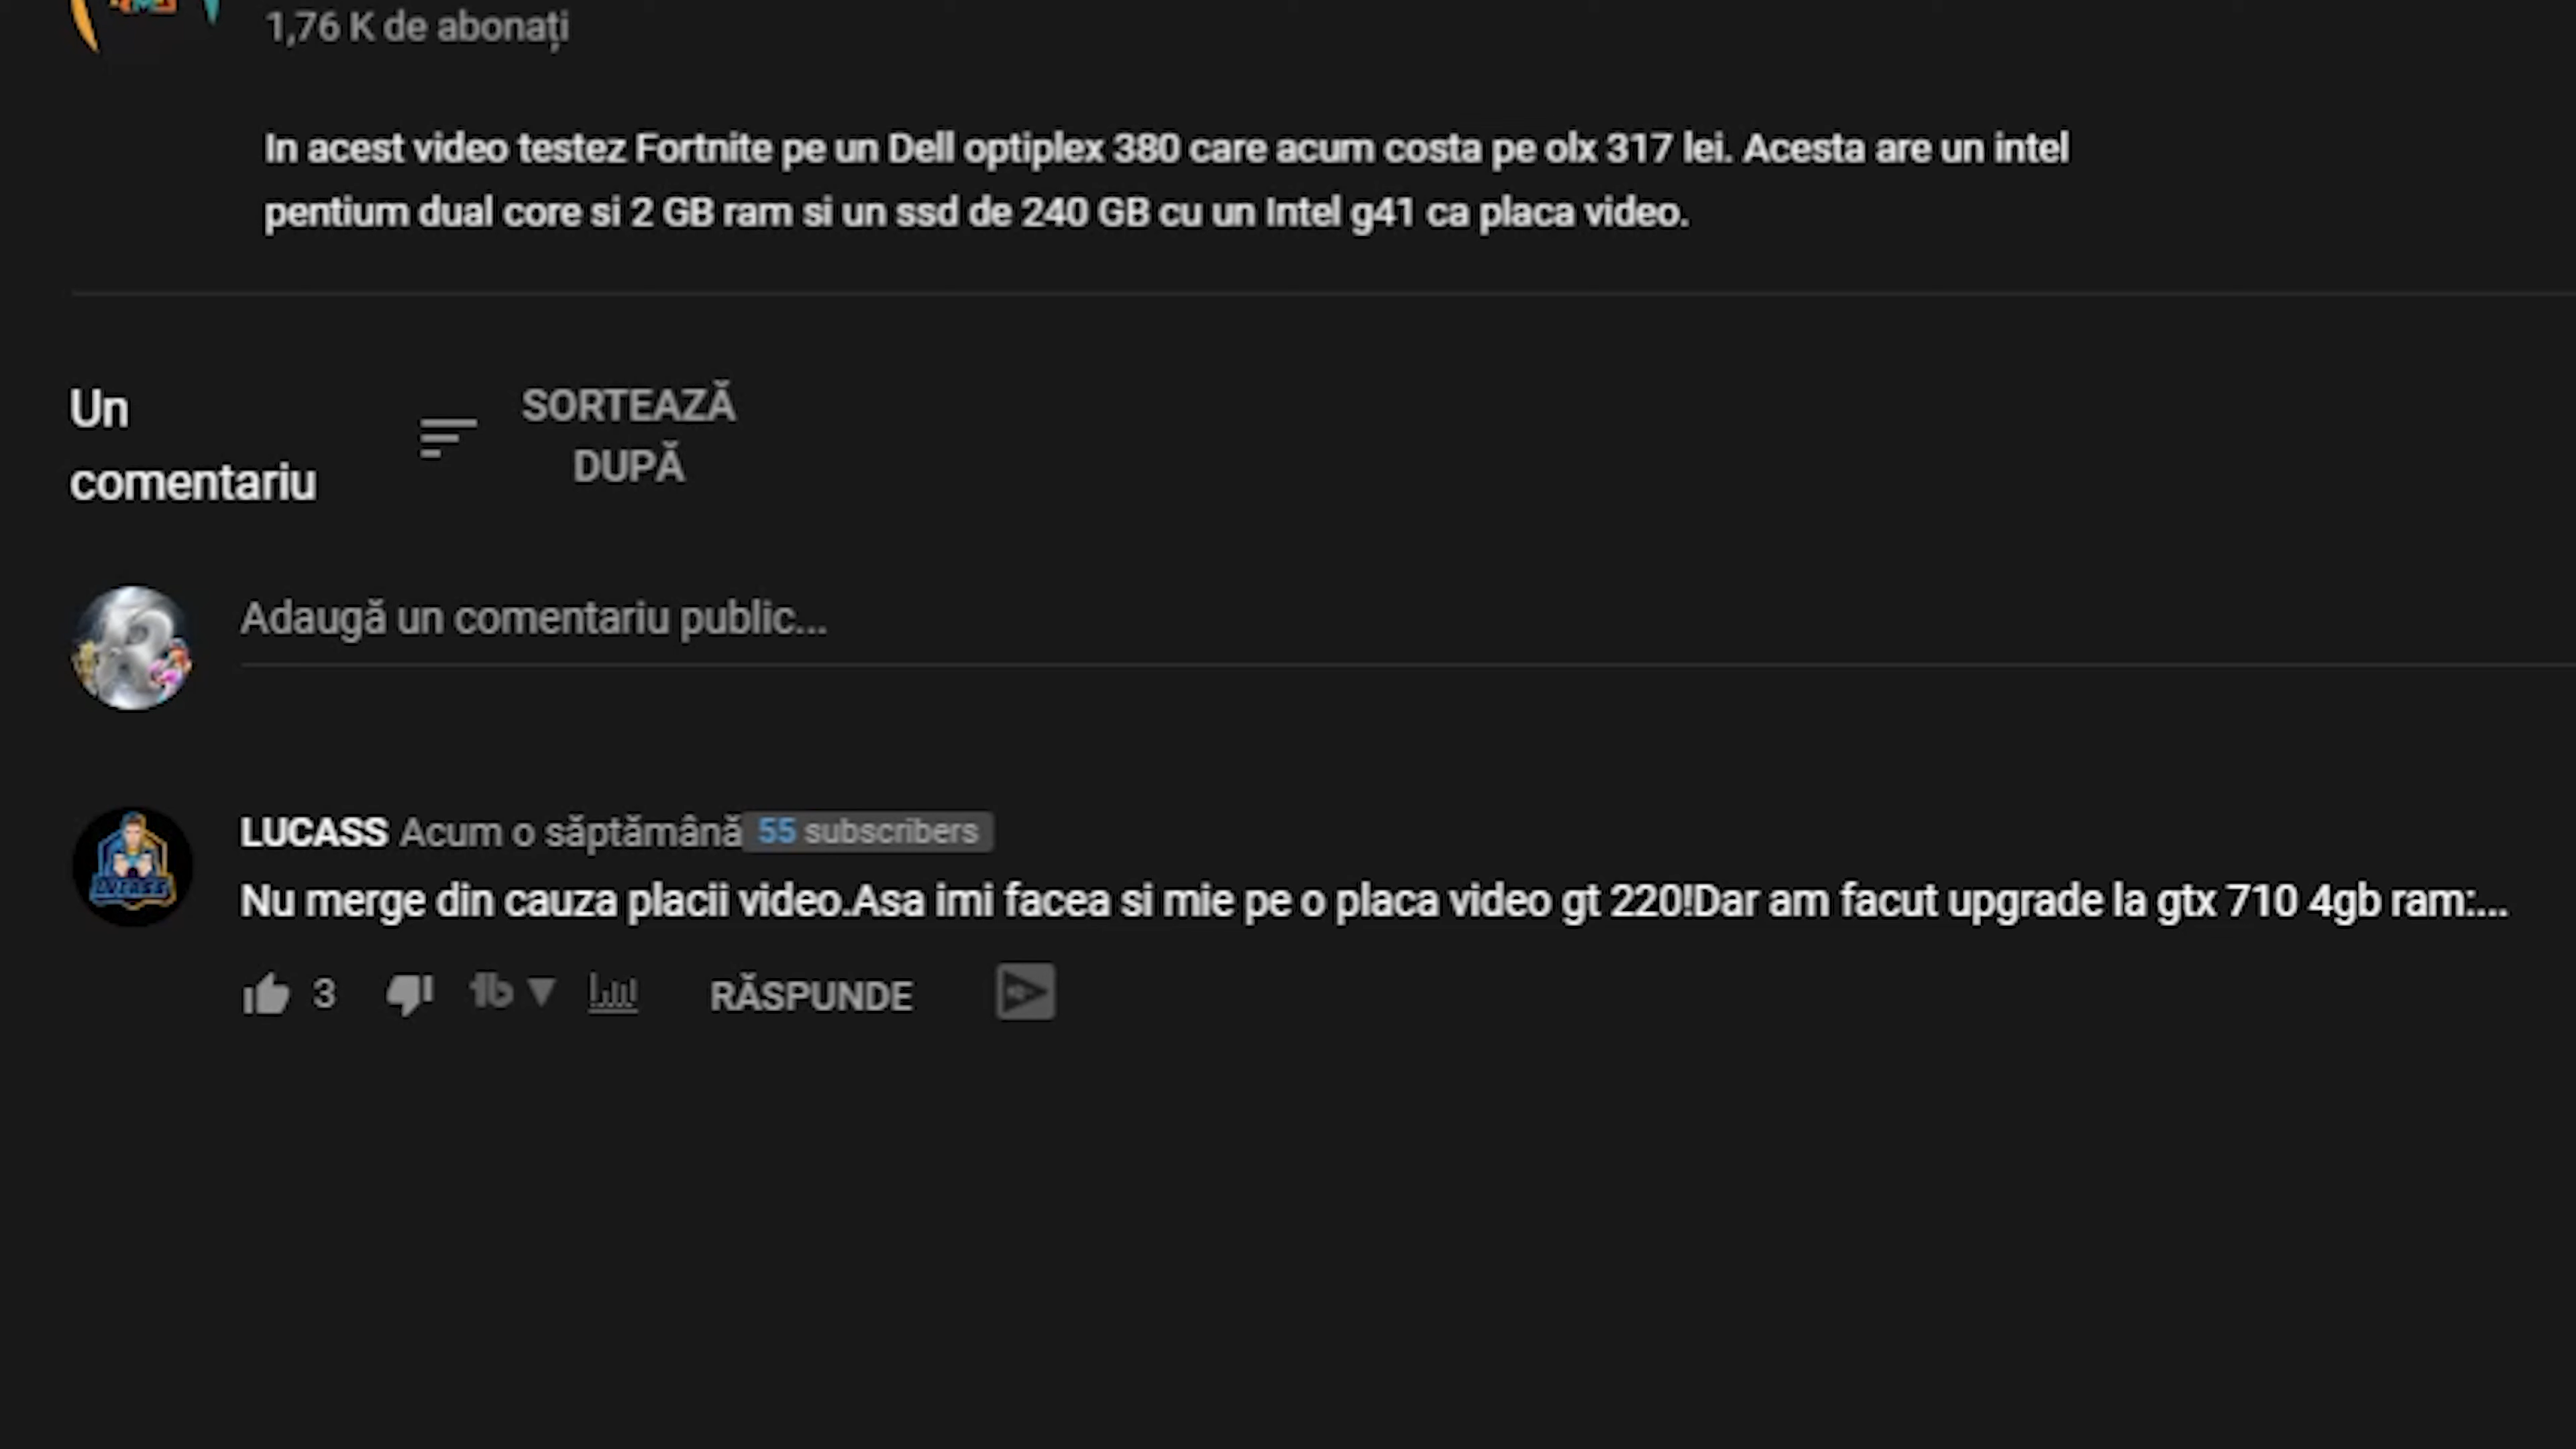 1,76 K de abonați
In acest video testez Fortnite pe un Dell optiplex 380 care acum costa pe olx 317 lei. Acesta are un intel
pentium dual core si 2 GB ram si un ssd de 240 GB cu un Intel g41 ca placa video.
Un
comentariu
SORTEAZĂ
DUPĂ
Adaugă un comentariu public...
LUCASS Acum o săptămână 55 subscribers
Nu merge din cauza placii video.Asa imi facea si mie pe o placa video gt 220!Dar am facut upgrade la gtx 710 4gb ram:....
3 RĂSPUNDE